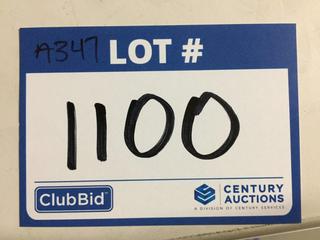 A347 LOT #
1100
ClubBid
CENTURY
AUCTIONS
A DIVISION OF CENTURY SERVICES